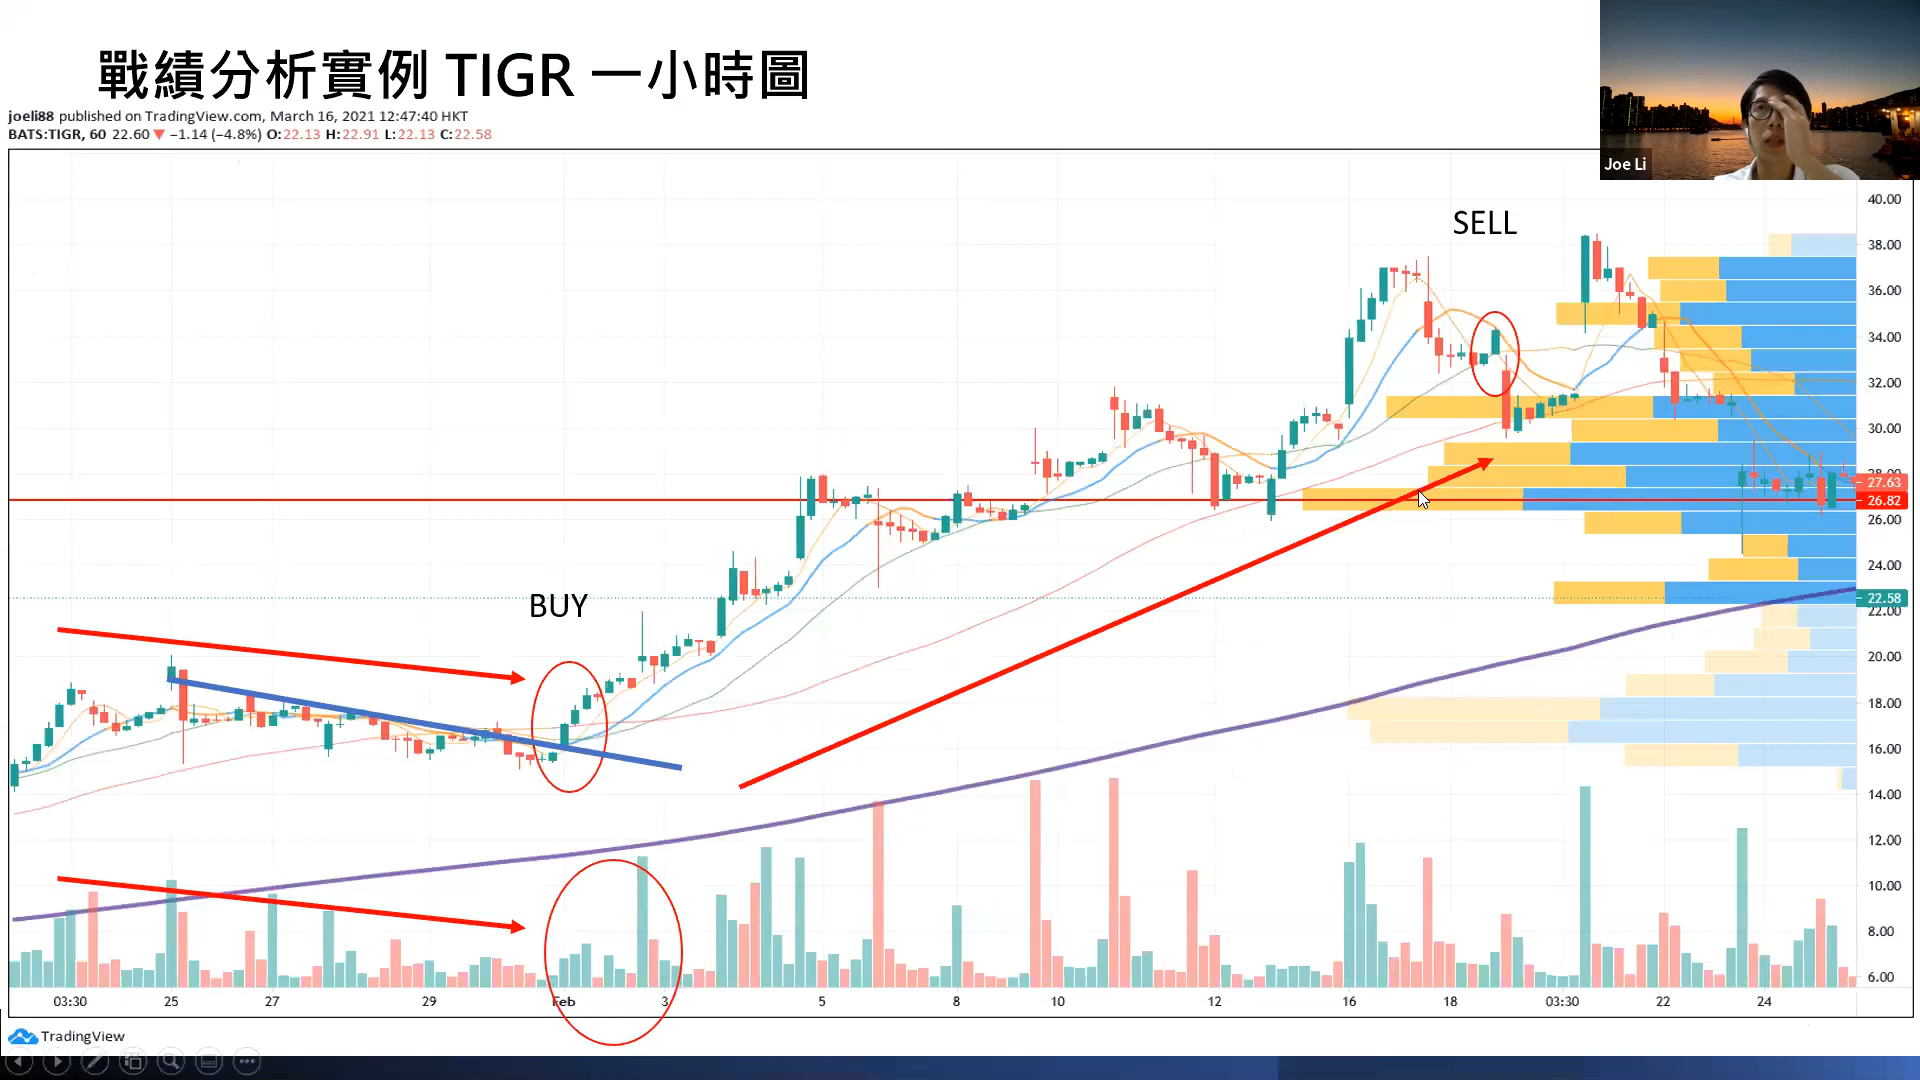 戰績分析實例 TIGR 一小時圖
joeli88 published on TradingView.com, March 16, 2021 12:47:40 HKT
BATS:TIGR, 60 22.60 ▼ −1.14 (−4.8%) O:22.13 H:22.91 L:22.13 C:22.58
Joe Li
SELL
BUY
40.00
38.00
36.00
34.00
32.00
30.00
28.00
27.63
26.82
26.00
24.00
22.58
22.00
20.00
18.00
16.00
14.00
12.00
10.00
8.00
6.00
03:30 25 27 29 Feb 3 5 8 10 12 16 18 03:30 22 24
TradingView